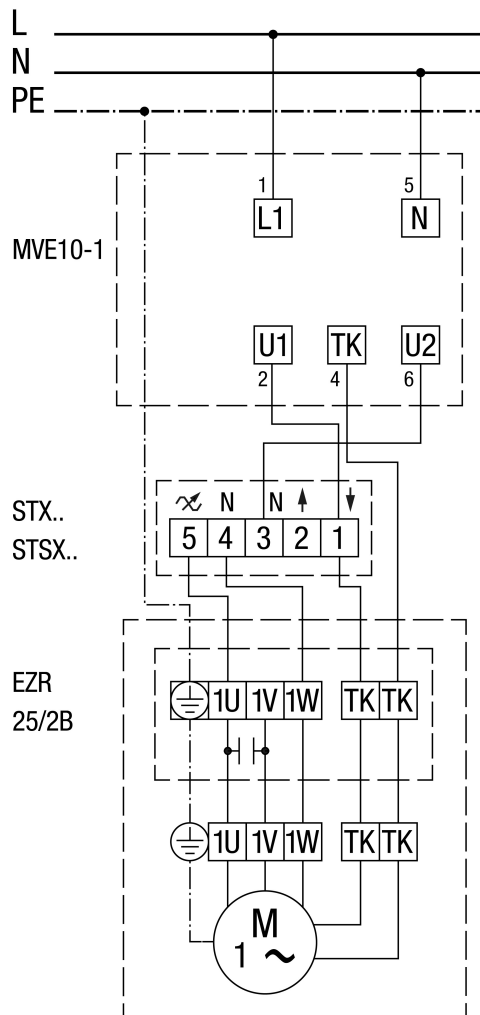 L
N
PE
1 5
L1 N
MVE10-1
U1 TK U2
2 4 6
N N
STX..
STSX..
5 4 3 2 1
EZR
25/2B
1U 1V 1W TK TK
1U 1V 1W TK TK
M
1 ~